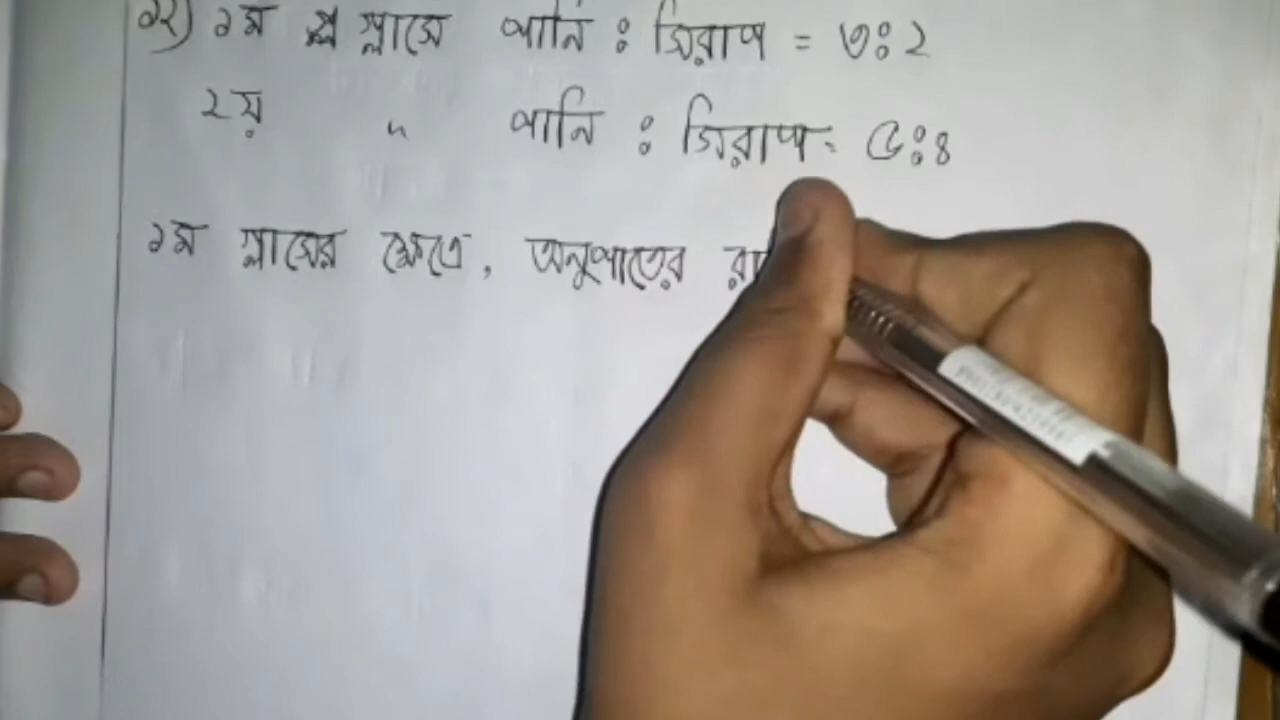 ১২) ১ম গ্লাসে পানি : সিরাপ = ৩:২
২য় " পানি : সিরাপ = ৫:৪
১ম গ্লাসের ক্ষেত্রে, অনুপাতের রা